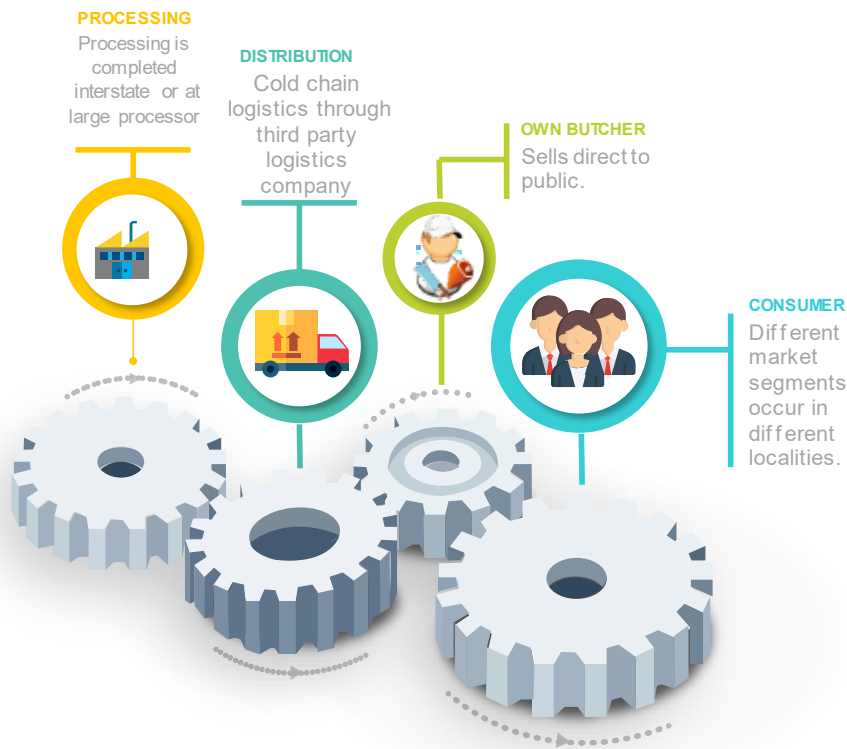 PROCESSING
Processing is
completed
interstate or at
large processor
DISTRIBUTION
Cold chain
logistics through
third party
logistics
company
OWN BUTCHER
Sells direct to
public.
CONSUMER
Different
market
segments
occur in
different
localities.